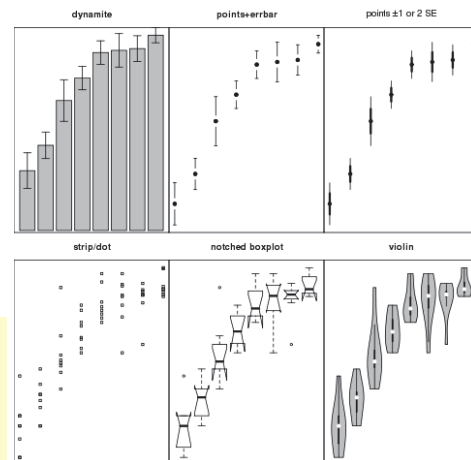 dynamite
points+errbar
points ±1 or 2 SE
strip/dot
notched boxplot
violin